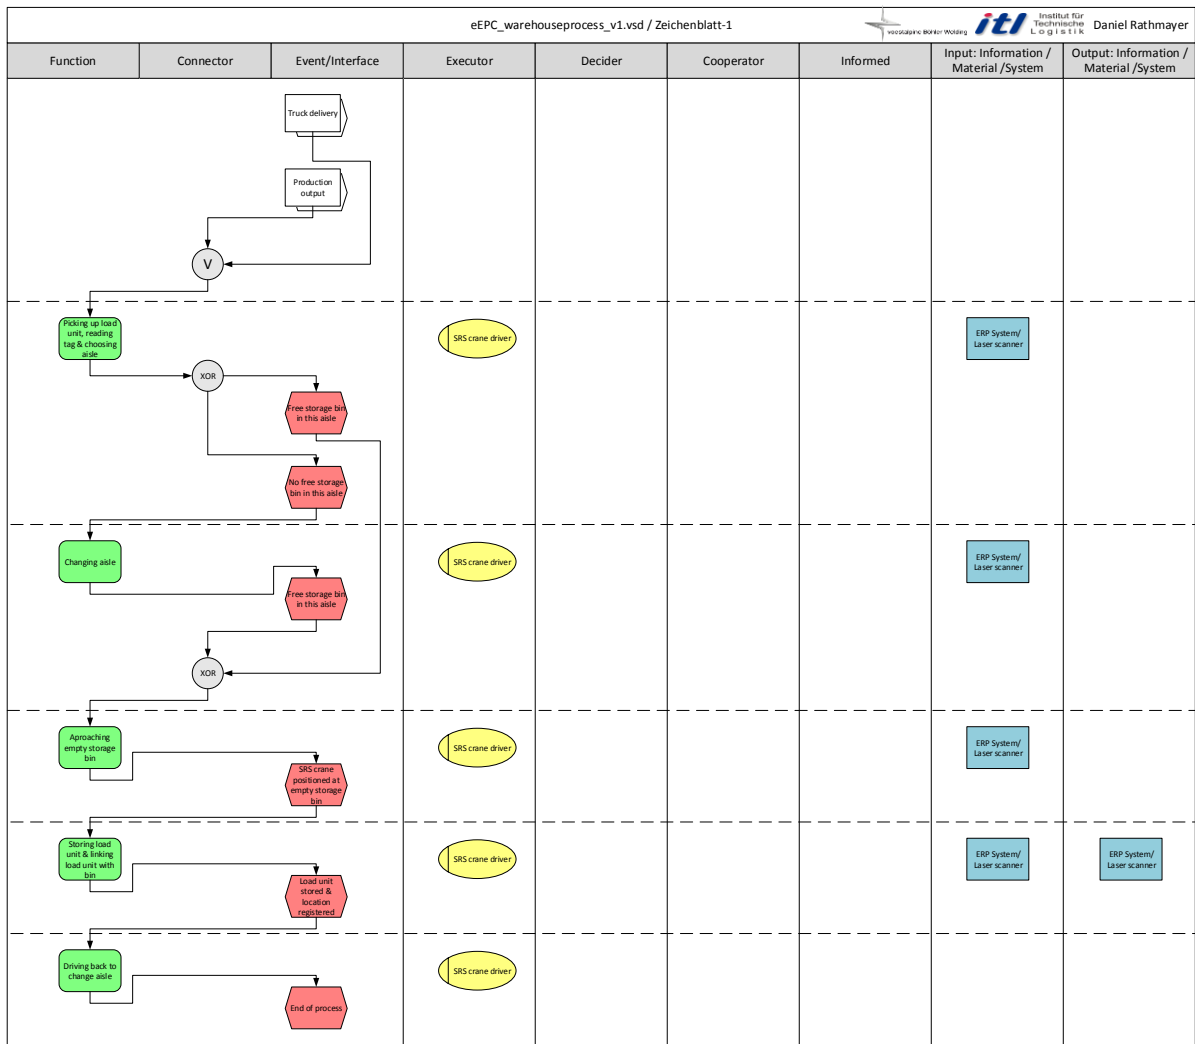 eEPC_warehouseprocess_v1.vsd / Zeichenblatt-1
voestalpine Böhler Welding
itl
Institut für
Technische
Logistik
Daniel Rathmayer
Function
Connector
Event/Interface
Executor
Decider
Cooperator
Informed
Input: Information /
Material /System
Output: Information /
Material /System
Truck delivery
Production
output
V
Picking up load
unit, reading
tag & choosing
aisle
SRS crane driver
ERP System/
Laser scanner
XOR
Free storage bin
in this aisle
No free storage
bin in this aisle
Changing aisle
SRS crane driver
ERP System/
Laser scanner
Free storage bin
in this aisle
XOR
Aproaching
empty storage
bin
SRS crane driver
ERP System/
Laser scanner
SRS crane
positioned at
empty storage
bin
Storing load
unit & linking
load unit with
bin
SRS crane driver
ERP System/
Laser scanner
ERP System/
Laser scanner
Load unit
stored &
location
registered
Driving back to
change aisle
SRS crane driver
End of process